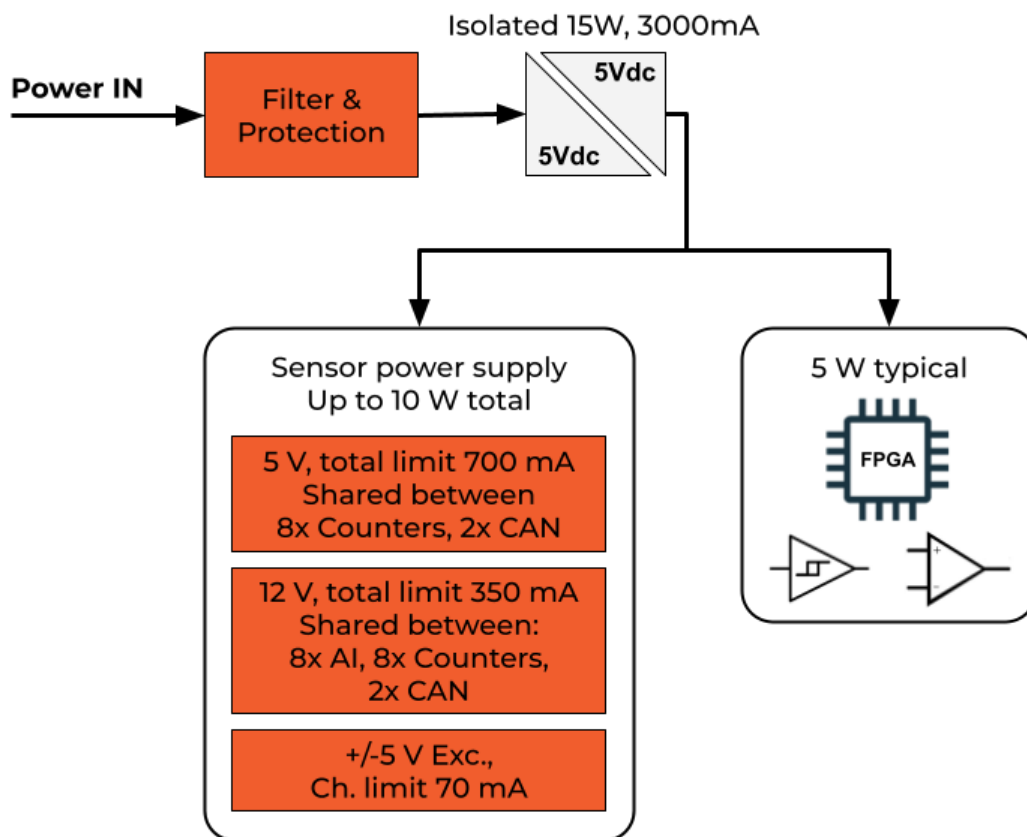 Isolated 15W, 3000mA
Power IN
Filter &
Protection
5Vdc
5Vdc
Sensor power supply
Up to 10 W total
5 V, total limit 700 mA
Shared between
8x Counters, 2x CAN
12 V, total limit 350 mA
Shared between:
8x AI, 8x Counters,
2x CAN
+/-5 V Exc.,
Ch. limit 70 mA
5 W typical
FPGA
+
-